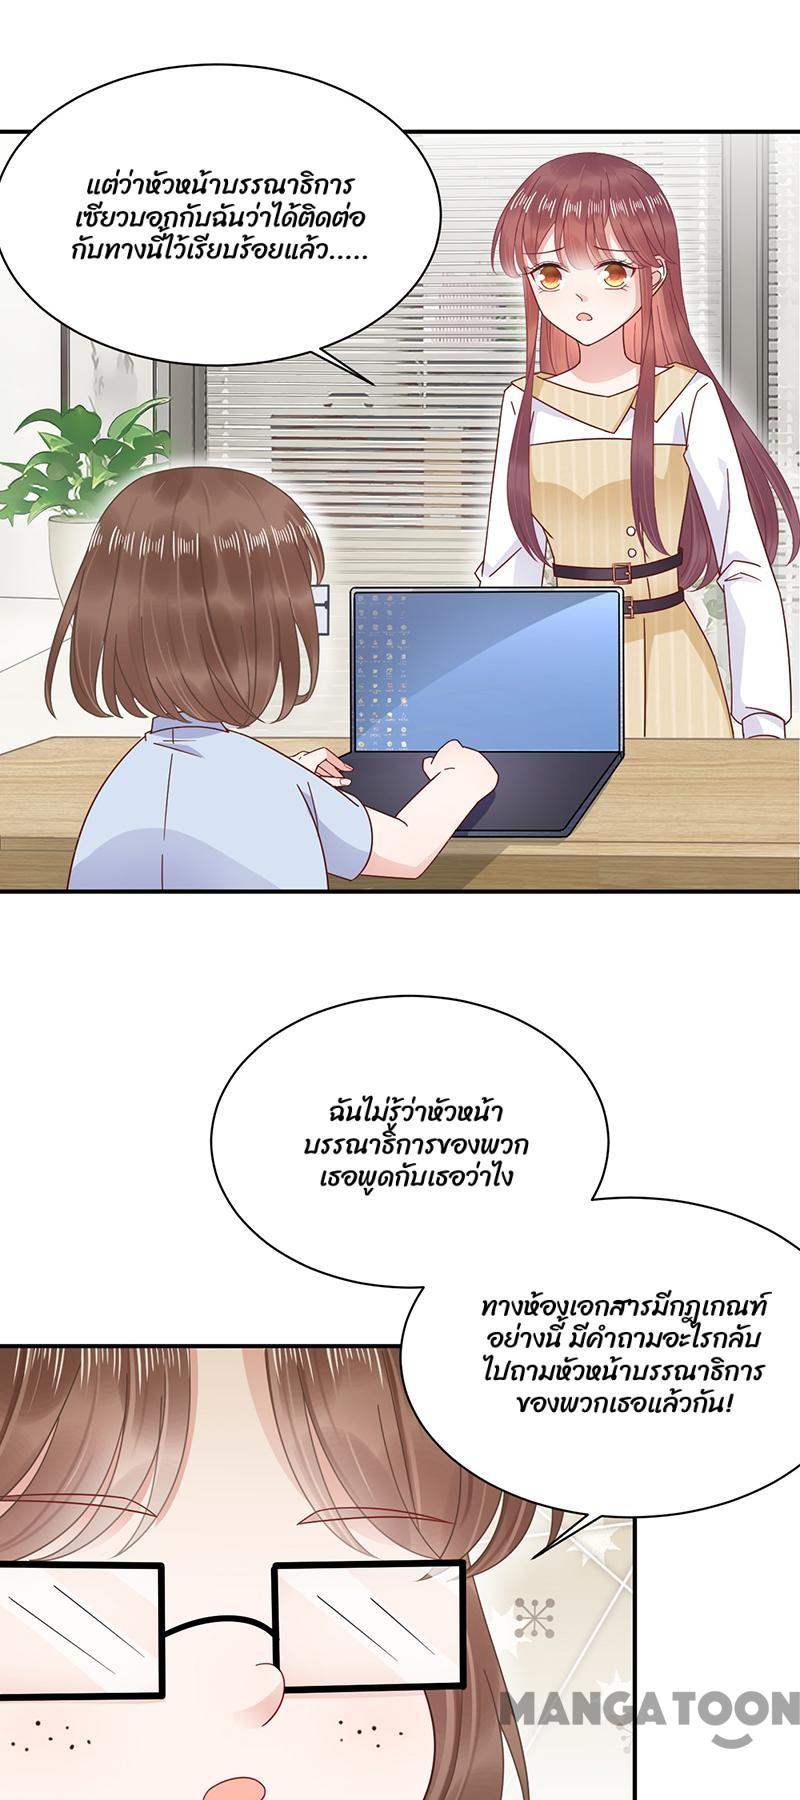 แต่ว่าหัวหน้าบรรณาธิการ
เซียวบอกกับฉันว่าได้ติดต่อ
กับทางนี้ไว้เรียบร้อยแล้ว.....
ฉันไม่รู้ว่าหัวหน้า
บรรณาธิการของพวก
เธอพูดกับเธอว่าไง
ทางห้องเอกสารมีกฎเกณฑ์
อย่างนี้ มีคำถามอะไรกลับ
ไปถามหัวหน้าบรรณาธิการ
ของพวกเธอแล้วกัน!
MANGATOON